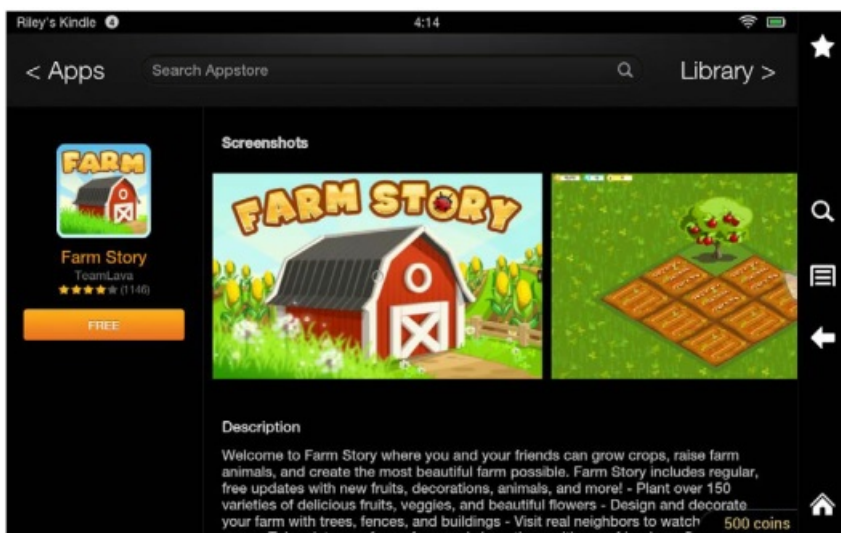 Riley's Kindle 4
4:14
< Apps
Search Appstore
Library >
FARM
Farm Story
TeamLava
(1146)
FREE
Screenshots
FARM STORY
Description
Welcome to Farm Story where you and your friends can grow crops, raise farm
animals, and create the most beautiful farm possible. Farm Story includes regular,
free updates with new fruits, decorations, animals, and more! - Plant over 150
varieties of delicious fruits, veggies, and beautiful flowers - Design and decorate
your farm with trees, fences, and buildings - Visit real neighbors to watch
500 coins